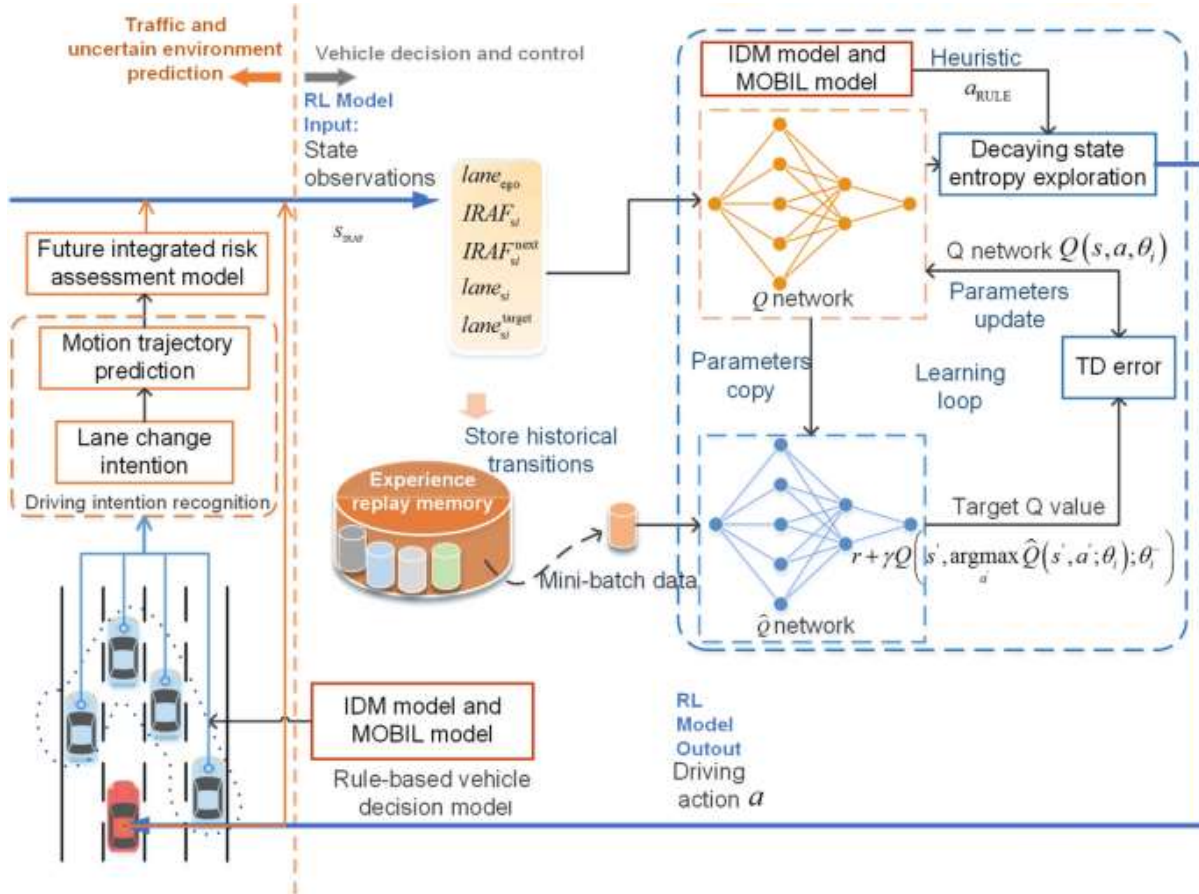 Traffic and
uncertain environment
prediction
Vehicle decision and control
RL Model
Input:
State
observations
Future integrated risk
assessment model
Motion trajectory
prediction
Lane change
intention
Driving intention recognition
lane_ego
IRAF_si
IRAF_si^next
lane_si
lane_si^target
Store historical
transitions
Experience
replay memory
Mini-batch data
IDM model and
MOBIL model
Rule-based vehicle
decision model
IDM model and
MOBIL model
Heuristic
a_RULE
Decaying state
entropy exploration
Q network
Q network Q(s,a,θ_i)
Parameters
update
Parameters
copy
Learning
loop
TD error
Target Q value
r + γQ(s', argmax_a' Q̂(s',a';θ_i);θ_i^-)
Q̂ network
RL
Model
Outout
Driving
action a